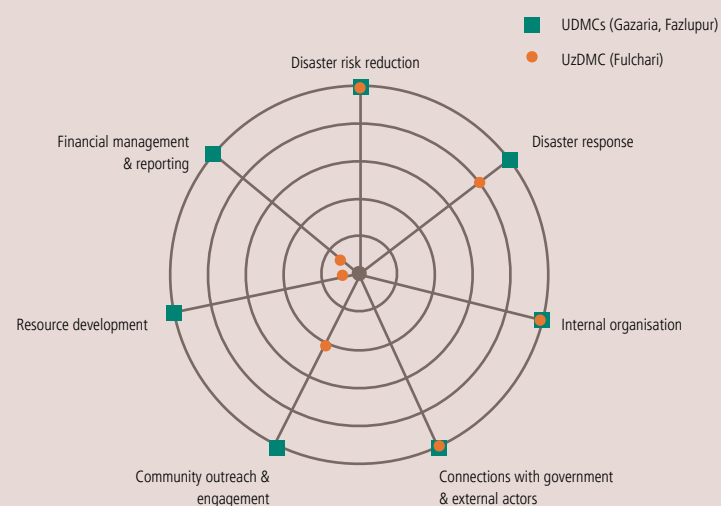 UDMCs (Gazaria, Fazlupur)
UzDMC (Fulchari)
Disaster risk reduction
Financial management
& reporting
Disaster response
Resource development
Internal organisation
Community outreach &
engagement
Connections with government
& external actors